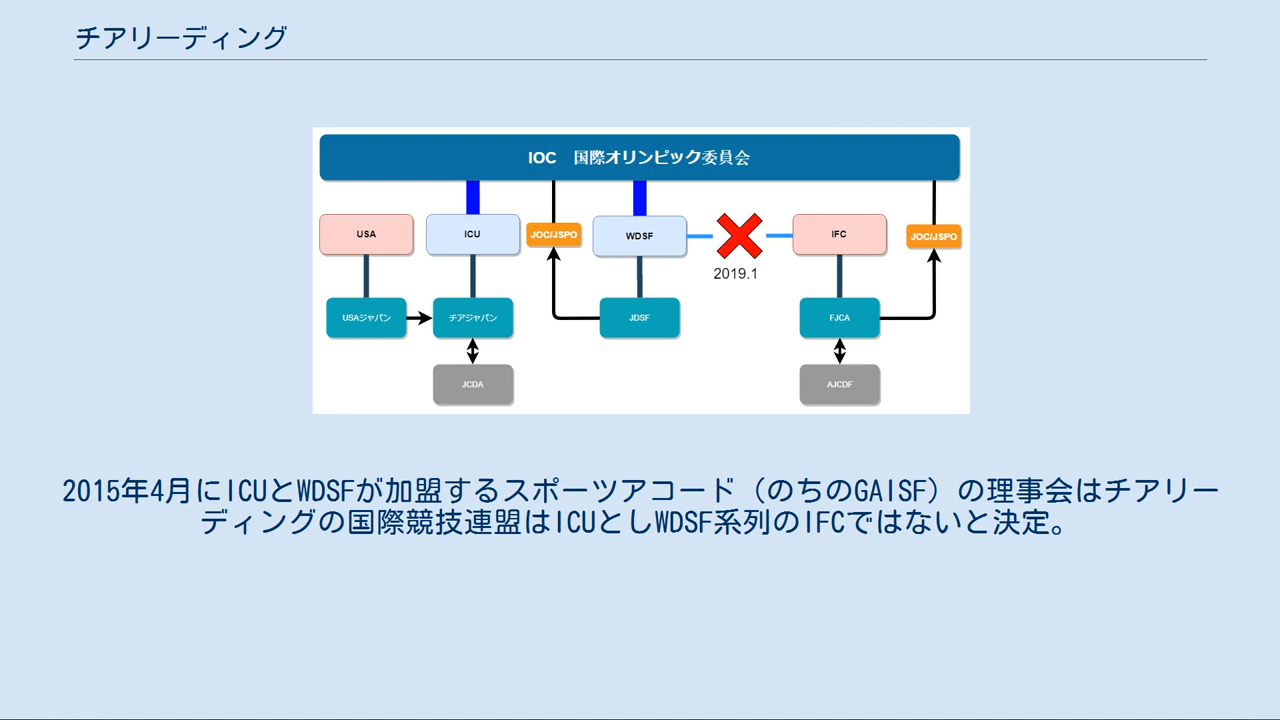 チアリーディング
IOC 国際オリンピック委員会
USA
ICU
JOC/JSPO
WDSF
IFC
JOC/JSPO
2019.1
USAジャパン
チアジャパン
JDSF
FJCA
JCDA
AJCDF
2015年4月にICUとWDSFが加盟するスポーツアコード（のちのGAISF）の理事会はチアリー
ディングの国際競技連盟はICUとしWDSF系列のIFCではないと決定。